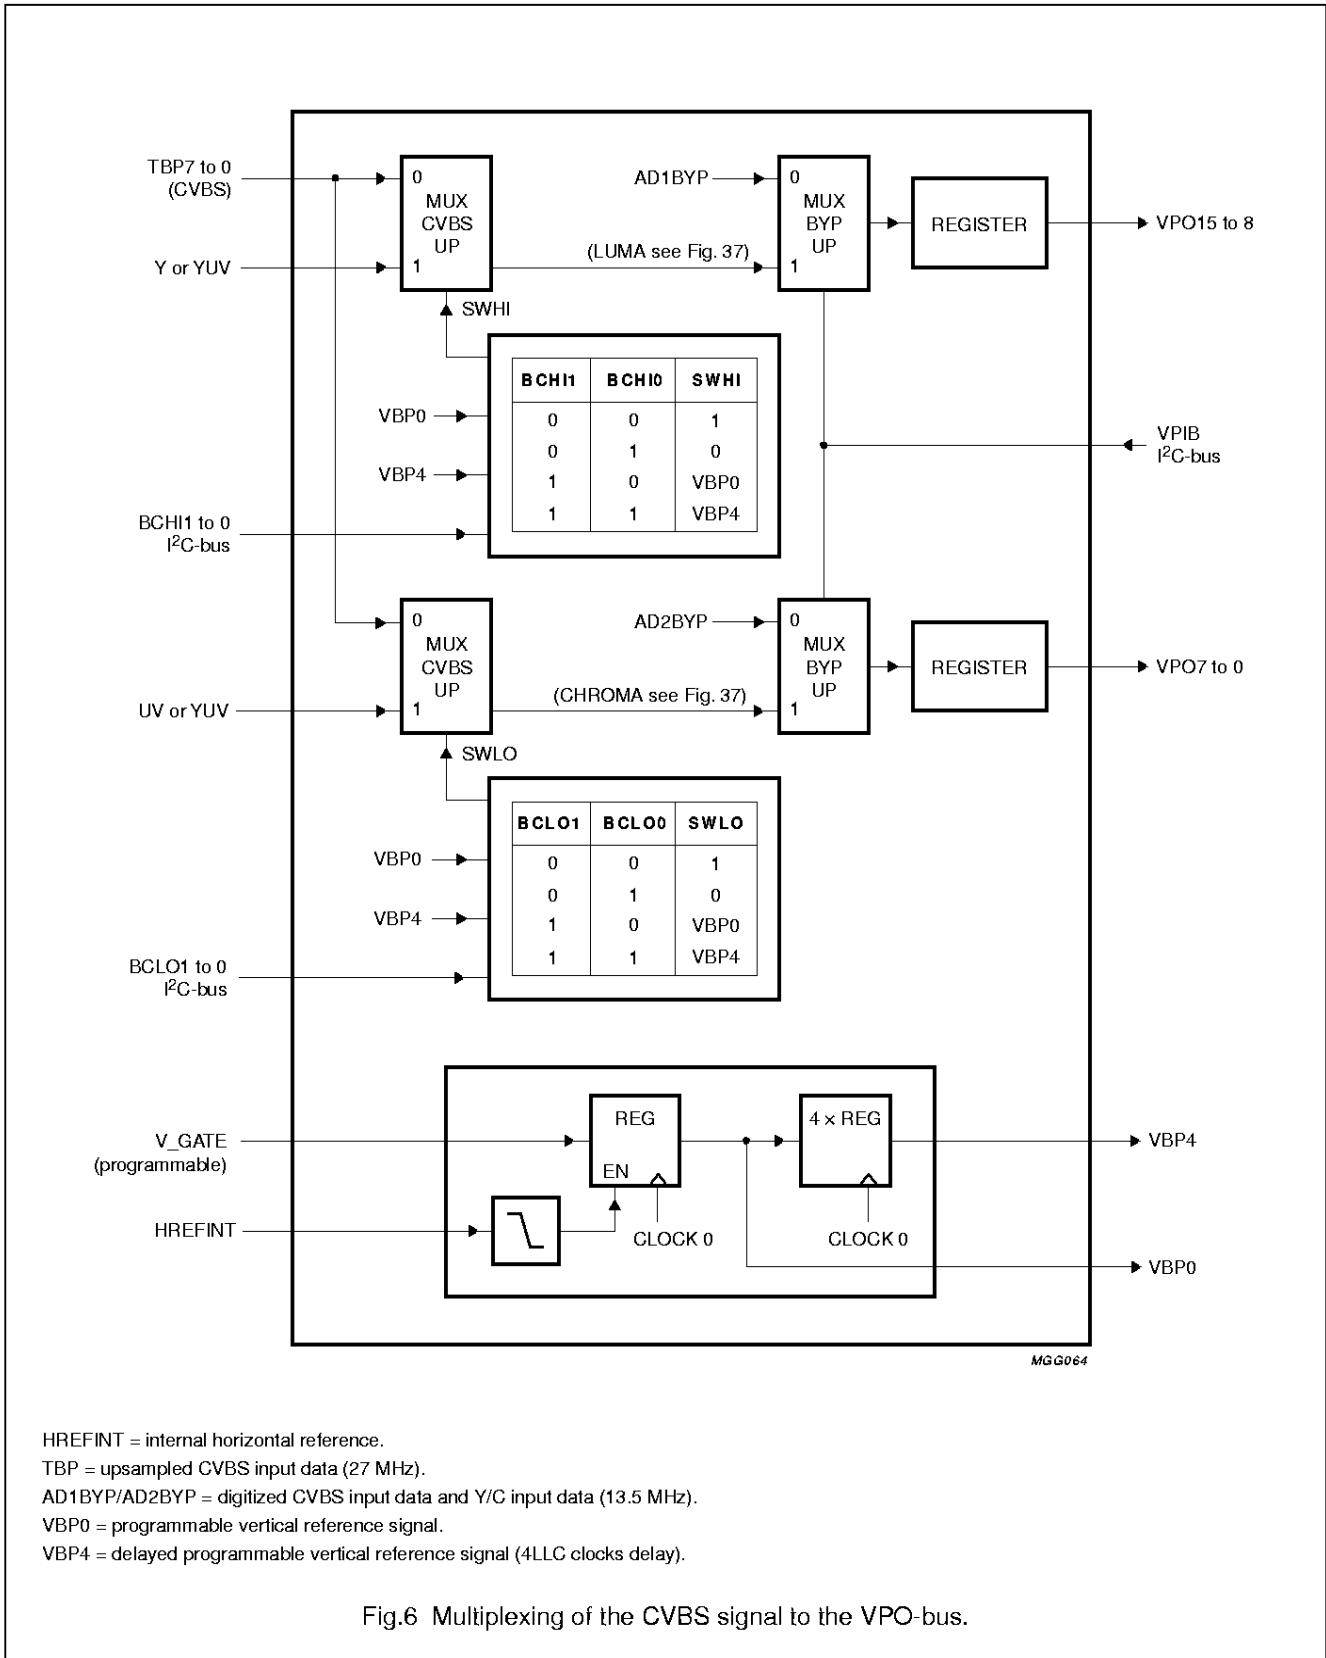 TBP7 to 0
(CVBS)
Y or YUV
0
MUX
CVBS
UP
1
SWHI
AD1BYP
(LUMA see Fig. 37)
0
MUX
BYP
UP
1
REGISTER
VPO15 to 8
BCHI1 BCHI0 SWHI
0 0 1
0 1 0
1 0 VBP0
1 1 VBP4
VBP0
VBP4
BCHI1 to 0
I²C-bus
VPIB
I²C-bus
0
MUX
CVBS
UP
1
UV or YUV
SWLO
AD2BYP
(CHROMA see Fig. 37)
0
MUX
BYP
UP
1
REGISTER
VPO7 to 0
BCLO1 BCLO0 SWLO
0 0 1
0 1 0
1 0 VBP0
1 1 VBP4
VBP0
VBP4
BCLO1 to 0
I²C-bus
V_GATE
(programmable)
HREFINT
REG
EN
CLOCK 0
4 × REG
CLOCK 0
VBP4
VBP0
MGG064
HREFINT = internal horizontal reference.
TBP = upsampled CVBS input data (27 MHz).
AD1BYP/AD2BYP = digitized CVBS input data and Y/C input data (13.5 MHz).
VBP0 = programmable vertical reference signal.
VBP4 = delayed programmable vertical reference signal (4LLC clocks delay).
Fig.6 Multiplexing of the CVBS signal to the VPO-bus.